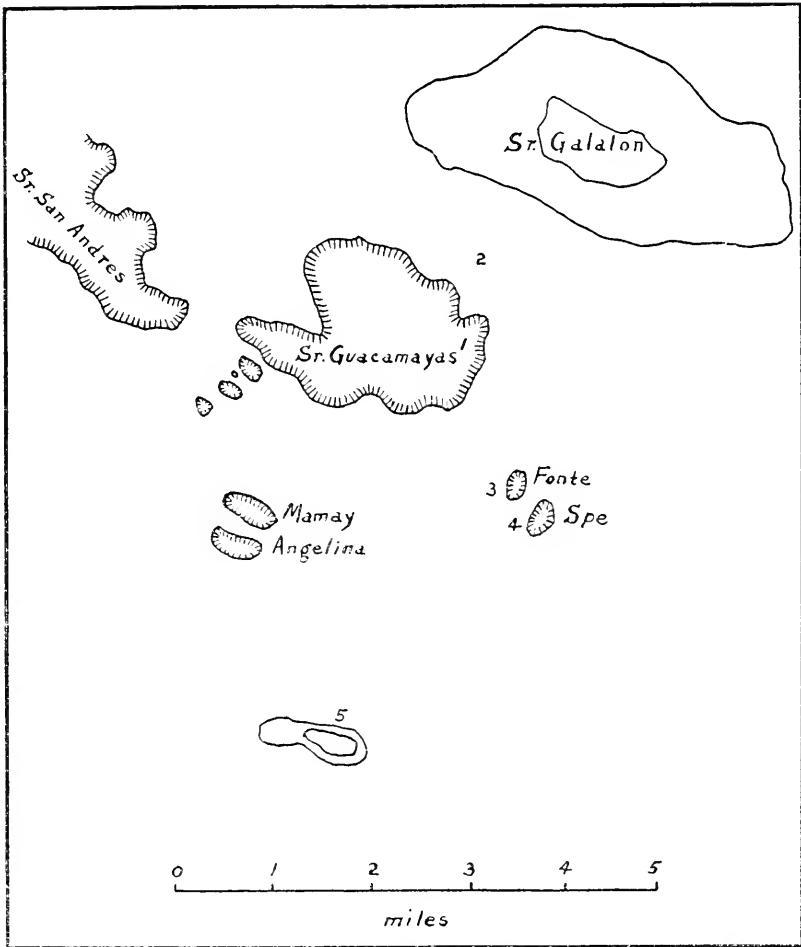 Sr. Galalon
Sr. San Andres
2
Sr. Guacamayas
1
3
Fonte
4
Spe
Mamay
Angelina
5
0 1 2 3 4 5
miles